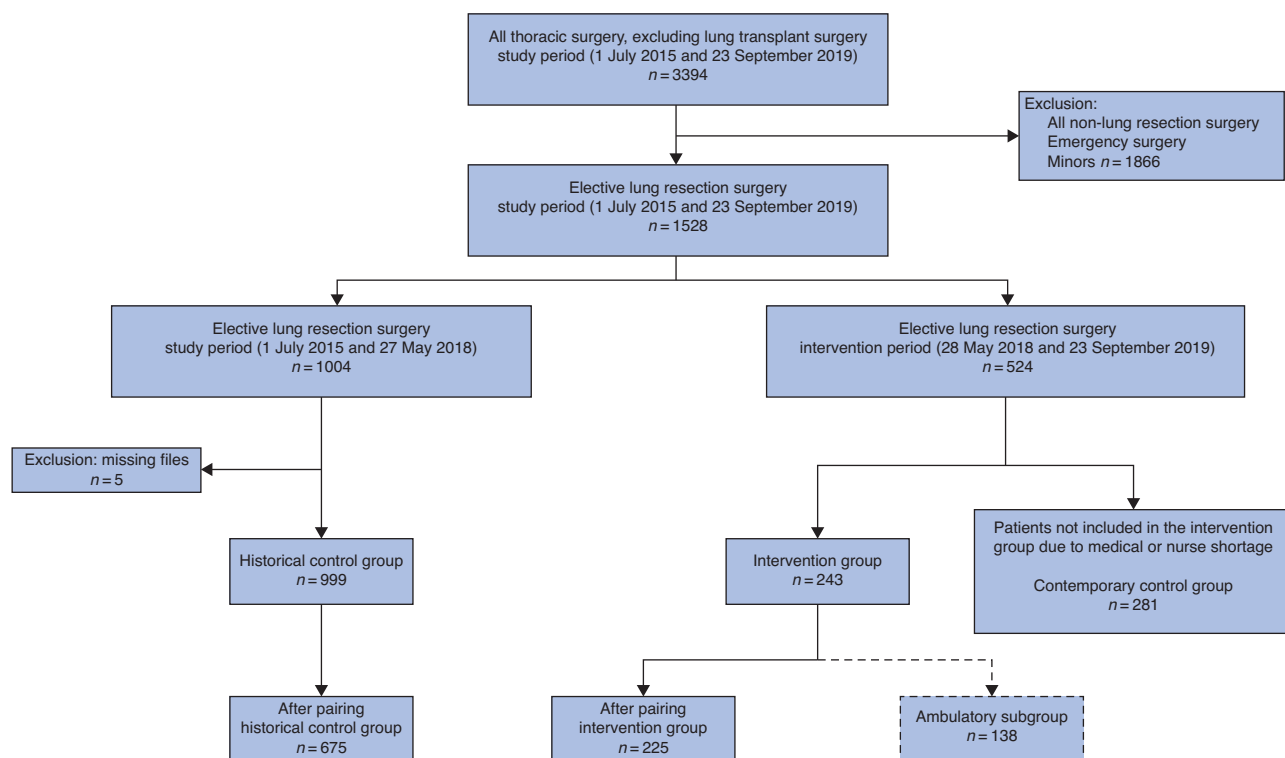 All thoracic surgery, excluding lung transplant surgery
study period (1 July 2015 and 23 September 2019)
n = 3394
Exclusion:
All non-lung resection surgery
Emergency surgery
Minors n = 1866
Elective lung resection surgery
study period (1 July 2015 and 23 September 2019)
n = 1528
Elective lung resection surgery
study period (1 July 2015 and 27 May 2018)
n = 1004
Elective lung resection surgery
intervention period (28 May 2018 and 23 September 2019)
n = 524
Exclusion: missing files
n = 5
Historical control group
n = 999
Intervention group
n = 243
Patients not included in the intervention
group due to medical or nurse shortage
Contemporary control group
n = 281
After pairing
historical control group
n = 675
After pairing
intervention group
n = 225
Ambulatory subgroup
n = 138